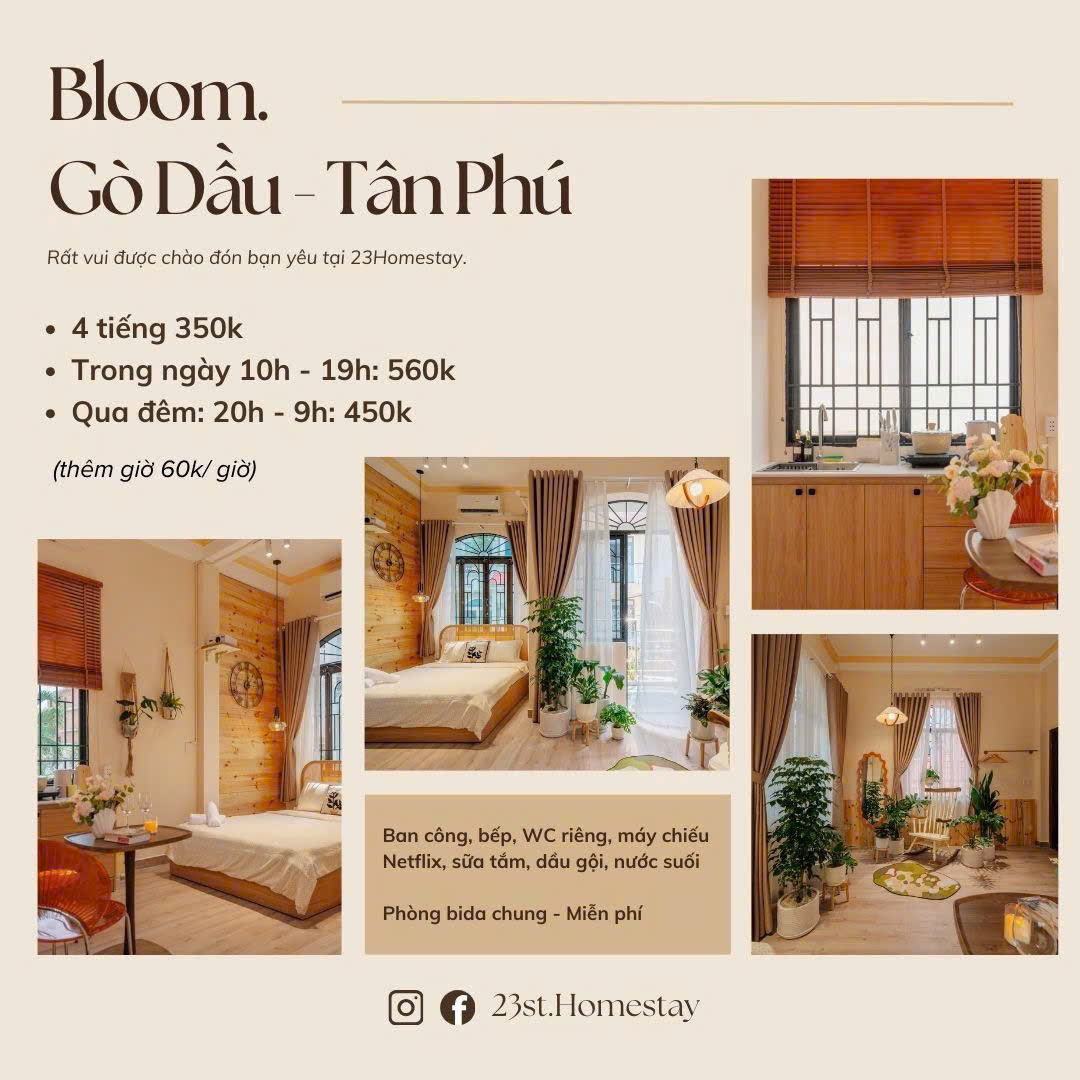 Bloom.
Gò Dầu - Tân Phú
Rất vui được chào đón bạn yêu tại 23Homestay.
• 4 tiếng 350k
• Trong ngày 10h - 19h: 560k
• Qua đêm: 20h - 9h: 450k
(thêm giờ 60k/ giờ)
Ban công, bếp, WC riêng, máy chiếu
Netflix, sữa tắm, dầu gội, nước suối
Phòng bida chung - Miễn phí
23st.Homestay